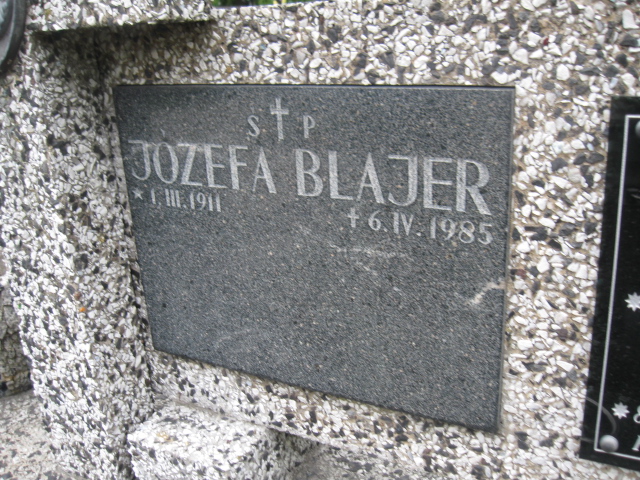 S † P
JÓZEFA BLAJER
* 1.III.1911
† 6.IV.1985